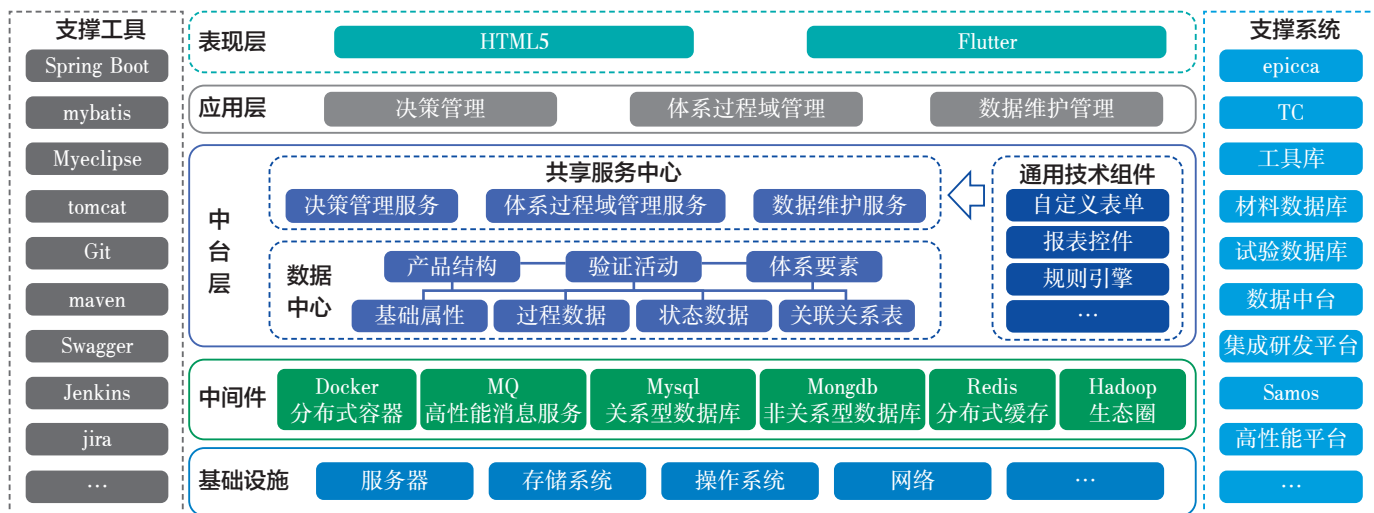 支撑工具
Spring Boot
mybatis
Myeclipse
tomcat
Git
maven
Swagger
Jenkins
jira
…
表现层
HTML5
Flutter
应用层
决策管理
体系过程域管理
数据维护管理
中台层
共享服务中心
决策管理服务
体系过程域管理服务
数据维护服务
数据
中心
产品结构
验证活动
体系要素
基础属性
过程数据
状态数据
关联关系表
通用技术组件
自定义表单
报表控件
规则引擎
…
中间件
Docker
分布式容器
MQ
高性能消息服务
Mysql
关系型数据库
Mongdb
非关系型数据库
Redis
分布式缓存
Hadoop
生态圈
基础设施
服务器
存储系统
操作系统
网络
…
支撑系统
epicca
TC
工具库
材料数据库
试验数据库
数据中台
集成研发平台
Samos
高性能平台
…